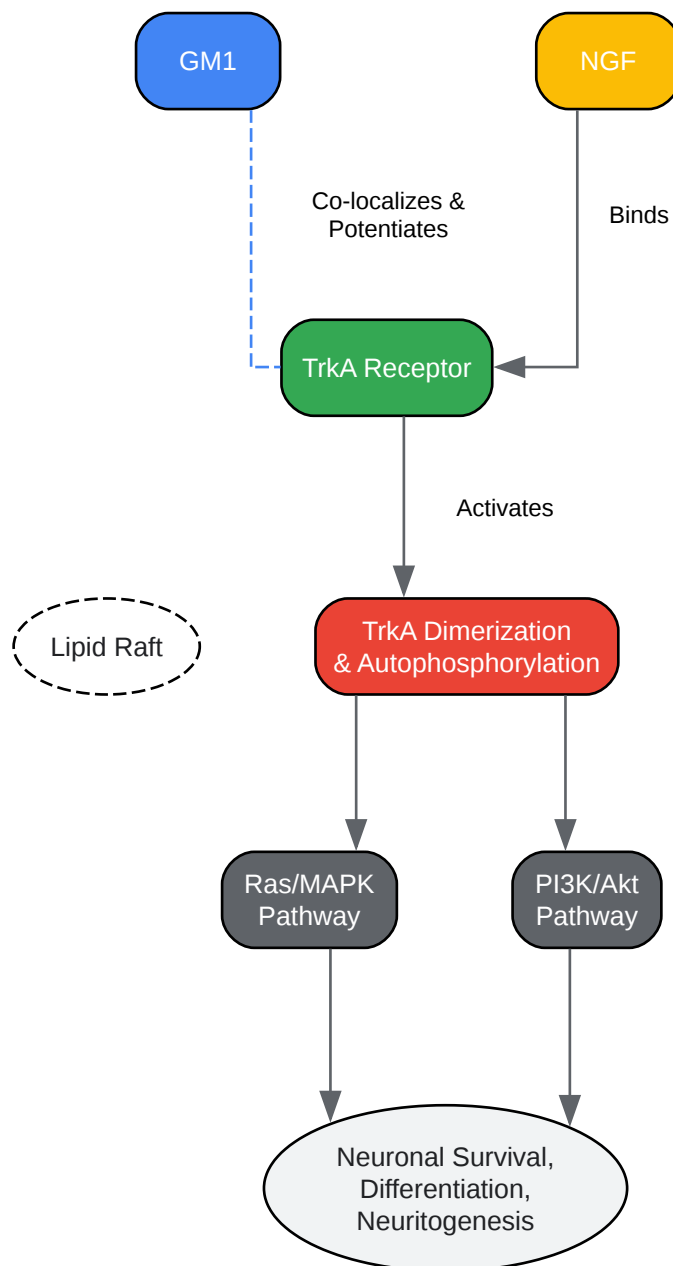 GM1
NGF
Co-localizes &
Potentiates
Binds
TrkA Receptor
Activates
Lipid Raft
TrkA Dimerization
& Autophosphorylation
Ras/MAPK
Pathway
PI3K/Akt
Pathway
Neuronal Survival,
Differentiation,
Neuritogenesis